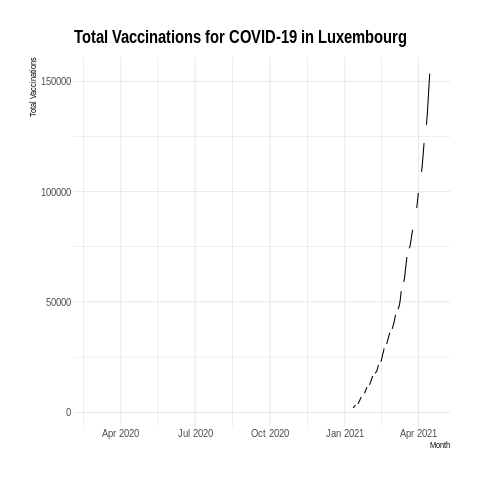 Total Vaccinations for COVID-19 in Luxembourg
Total Vaccinations
150000
100000
50000
0
Apr 2020 Jul 2020 Oct 2020 Jan 2021 Apr 2021
Month